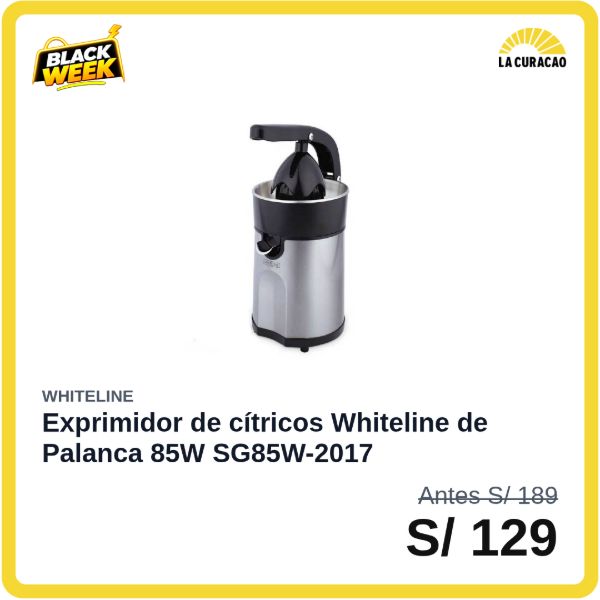 BLACK
WEEK
LA CURACAO
WHITELINE
Exprimidor de cítricos Whiteline de
Palanca 85W SG85W-2017
Antes S/ 189
S/ 129